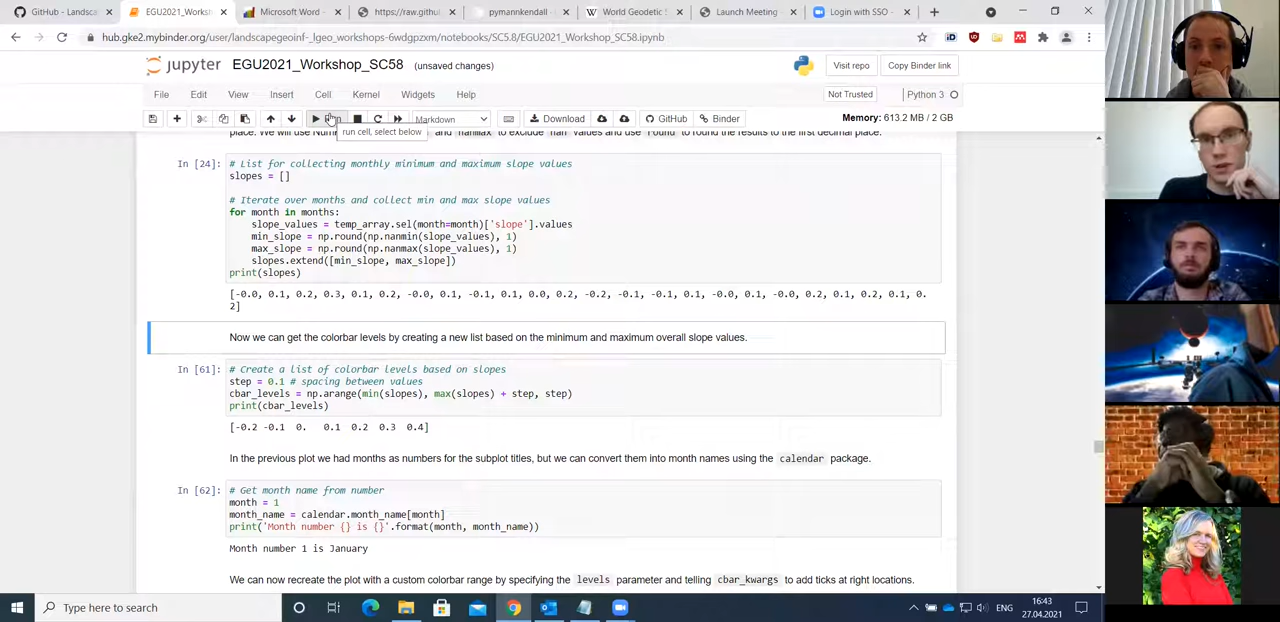 GitHub - Landsca
EGU2021_Worksh
Microsoft Word -
https://raw.githu
pymannkendall -
World Geodetic S
Launch Meeting -
Login with SSO -
hub.gke2.mybinder.org/user/landscapegeoinf-_lgeo_workshops-6wdgpzxm/notebooks/SC5.8/EGU2021_Workshop_SC58.ipynb
jupyter EGU2021_Workshop_SC58 (unsaved changes)
Visit repo
Copy Binder link
File Edit View Insert Cell Kernel Widgets Help
Not Trusted
Python 3
Markdown
Download
GitHub
Binder
Memory: 613.2 MB / 2 GB
run cell, select below
and nanmax to exclude nan values and use round to round the results to the first decimal place.
In [24]:
# List for collecting monthly minimum and maximum slope values
slopes = []
# Iterate over months and collect min and max slope values
for month in months:
slope_values = temp_array.sel(month=month)['slope'].values
min_slope = np.round(np.nanmin(slope_values), 1)
max_slope = np.round(np.nanmax(slope_values), 1)
slopes.extend([min_slope, max_slope])
print(slopes)
[-0.0, 0.1, 0.2, 0.3, 0.1, 0.2, -0.0, 0.1, -0.1, 0.1, 0.0, 0.2, -0.2, -0.1, -0.1, 0.1, -0.0, 0.1, -0.0, 0.2, 0.1, 0.2, 0.1, 0.
2]
Now we can get the colorbar levels by creating a new list based on the minimum and maximum overall slope values.
In [61]:
# Create a list of colorbar levels based on slopes
step = 0.1 # spacing between values
cbar_levels = np.arange(min(slopes), max(slopes) + step, step)
print(cbar_levels)
[-0.2 -0.1 0. 0.1 0.2 0.3 0.4]
In the previous plot we had months as numbers for the subplot titles, but we can convert them into month names using the calendar package.
In [62]:
# Get month name from number
month = 1
month_name = calendar.month_name[month]
print('Month number {} is {}'.format(month, month_name))
Month number 1 is January
We can now recreate the plot with a custom colorbar range by specifying the levels parameter and telling cbar_kwargs to add ticks at right locations.
Type here to search
ENG
16:43
27.04.2021